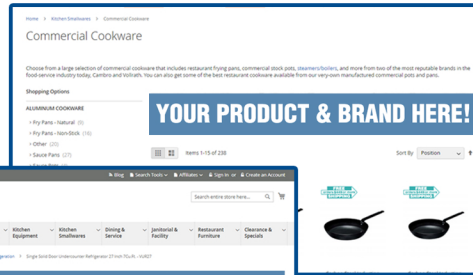 Home > Kitchen Smallwares > Commercial Cookware
Commercial Cookware
Choose from a large selection of commercial cookware that includes restaurant frying pans, commercial stock pots, steamers/boilers, and more from two of the most reputable brands in the
food-service industry today, Cambro and Vollrath. You can also get some of the best restaurant cookware available from our very-own manufactured commercial pots and pans.
Shopping Options
ALUMINUM COOKWARE
> Fry Pans - Natural (9)
> Fry Pans - Non-Stick (16)
> Other (20)
> Sauce Pans (27)
YOUR PRODUCT & BRAND HERE!
Items 1-15 of 238
Sort By Position
Blog Search Tools Affiliates Sign In or Create an Account
Search entire store here...
Kitchen Equipment
Kitchen Smallwares
Dining & Service
Janitorial & Facility
Restaurant Furniture
Clearance & Specials
FREE SHIPPING
FREE SHIPPING
Single Solid Door Undercounter Refrigerator 27 Inch